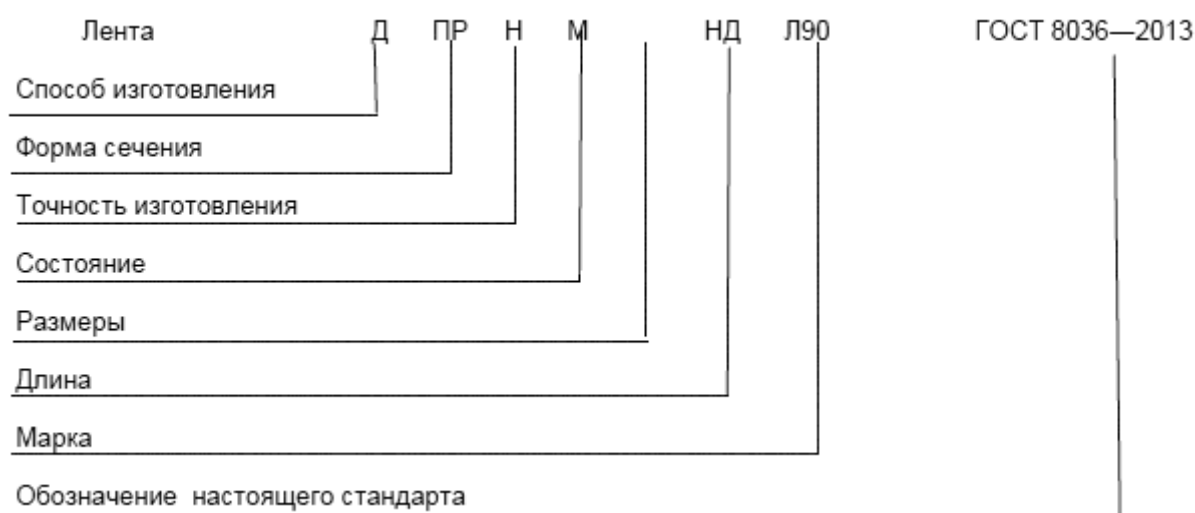 Лента Д ПР Н М НД Л90 ГОСТ 8036—2013
Способ изготовления
Форма сечения
Точность изготовления
Состояние
Размеры
Длина
Марка
Обозначение настоящего стандарта